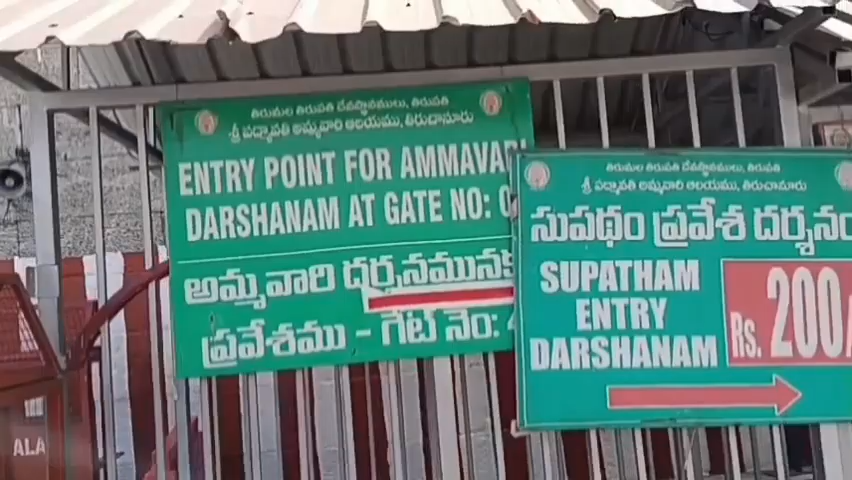 తిరుమల తిరుపతి దేవస్థానములు, తిరుపతి
శ్రీ పద్మావతి అమ్మవారి ఆలయము, తిరుచానూరు
ENTRY POINT FOR AMMAVARI
DARSHANAM AT GATE NO:
అమ్మవారి దర్శనమునకు
ప్రవేశము - గేట్ నెం:
తిరుమల తిరుపతి దేవస్థానములు, తిరుపతి
శ్రీ పద్మావతి అమ్మవారి ఆలయము, తిరుచానూరు
సుపథం ప్రవేశ దర్శనం
SUPATHAM
ENTRY
DARSHANAM
Rs. 200/
ALA